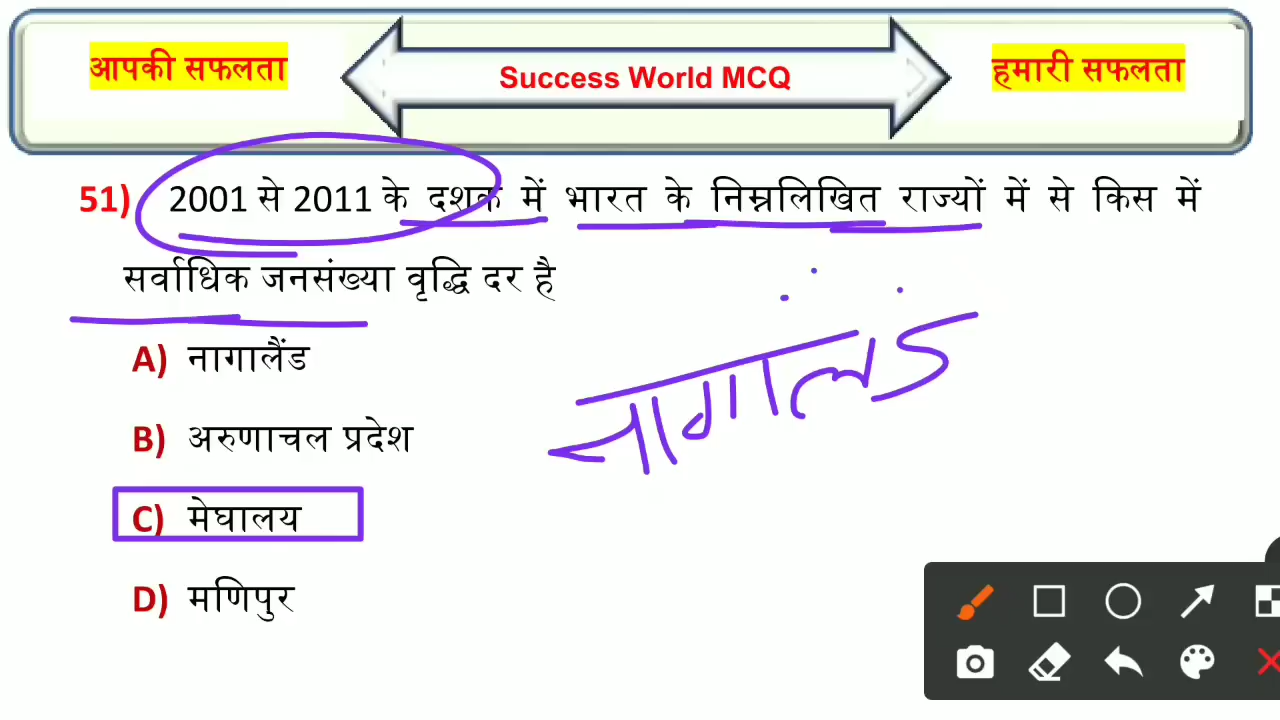 आपकी सफलता
Success World MCQ
हमारी सफलता
51) 2001 से 2011 के दशक में भारत के निम्नलिखित राज्यों में से किस में
सर्वाधिक जनसंख्या वृद्धि दर है
A) नागालैंड
नागालंड
B) अरुणाचल प्रदेश
C) मेघालय
D) मणिपुर